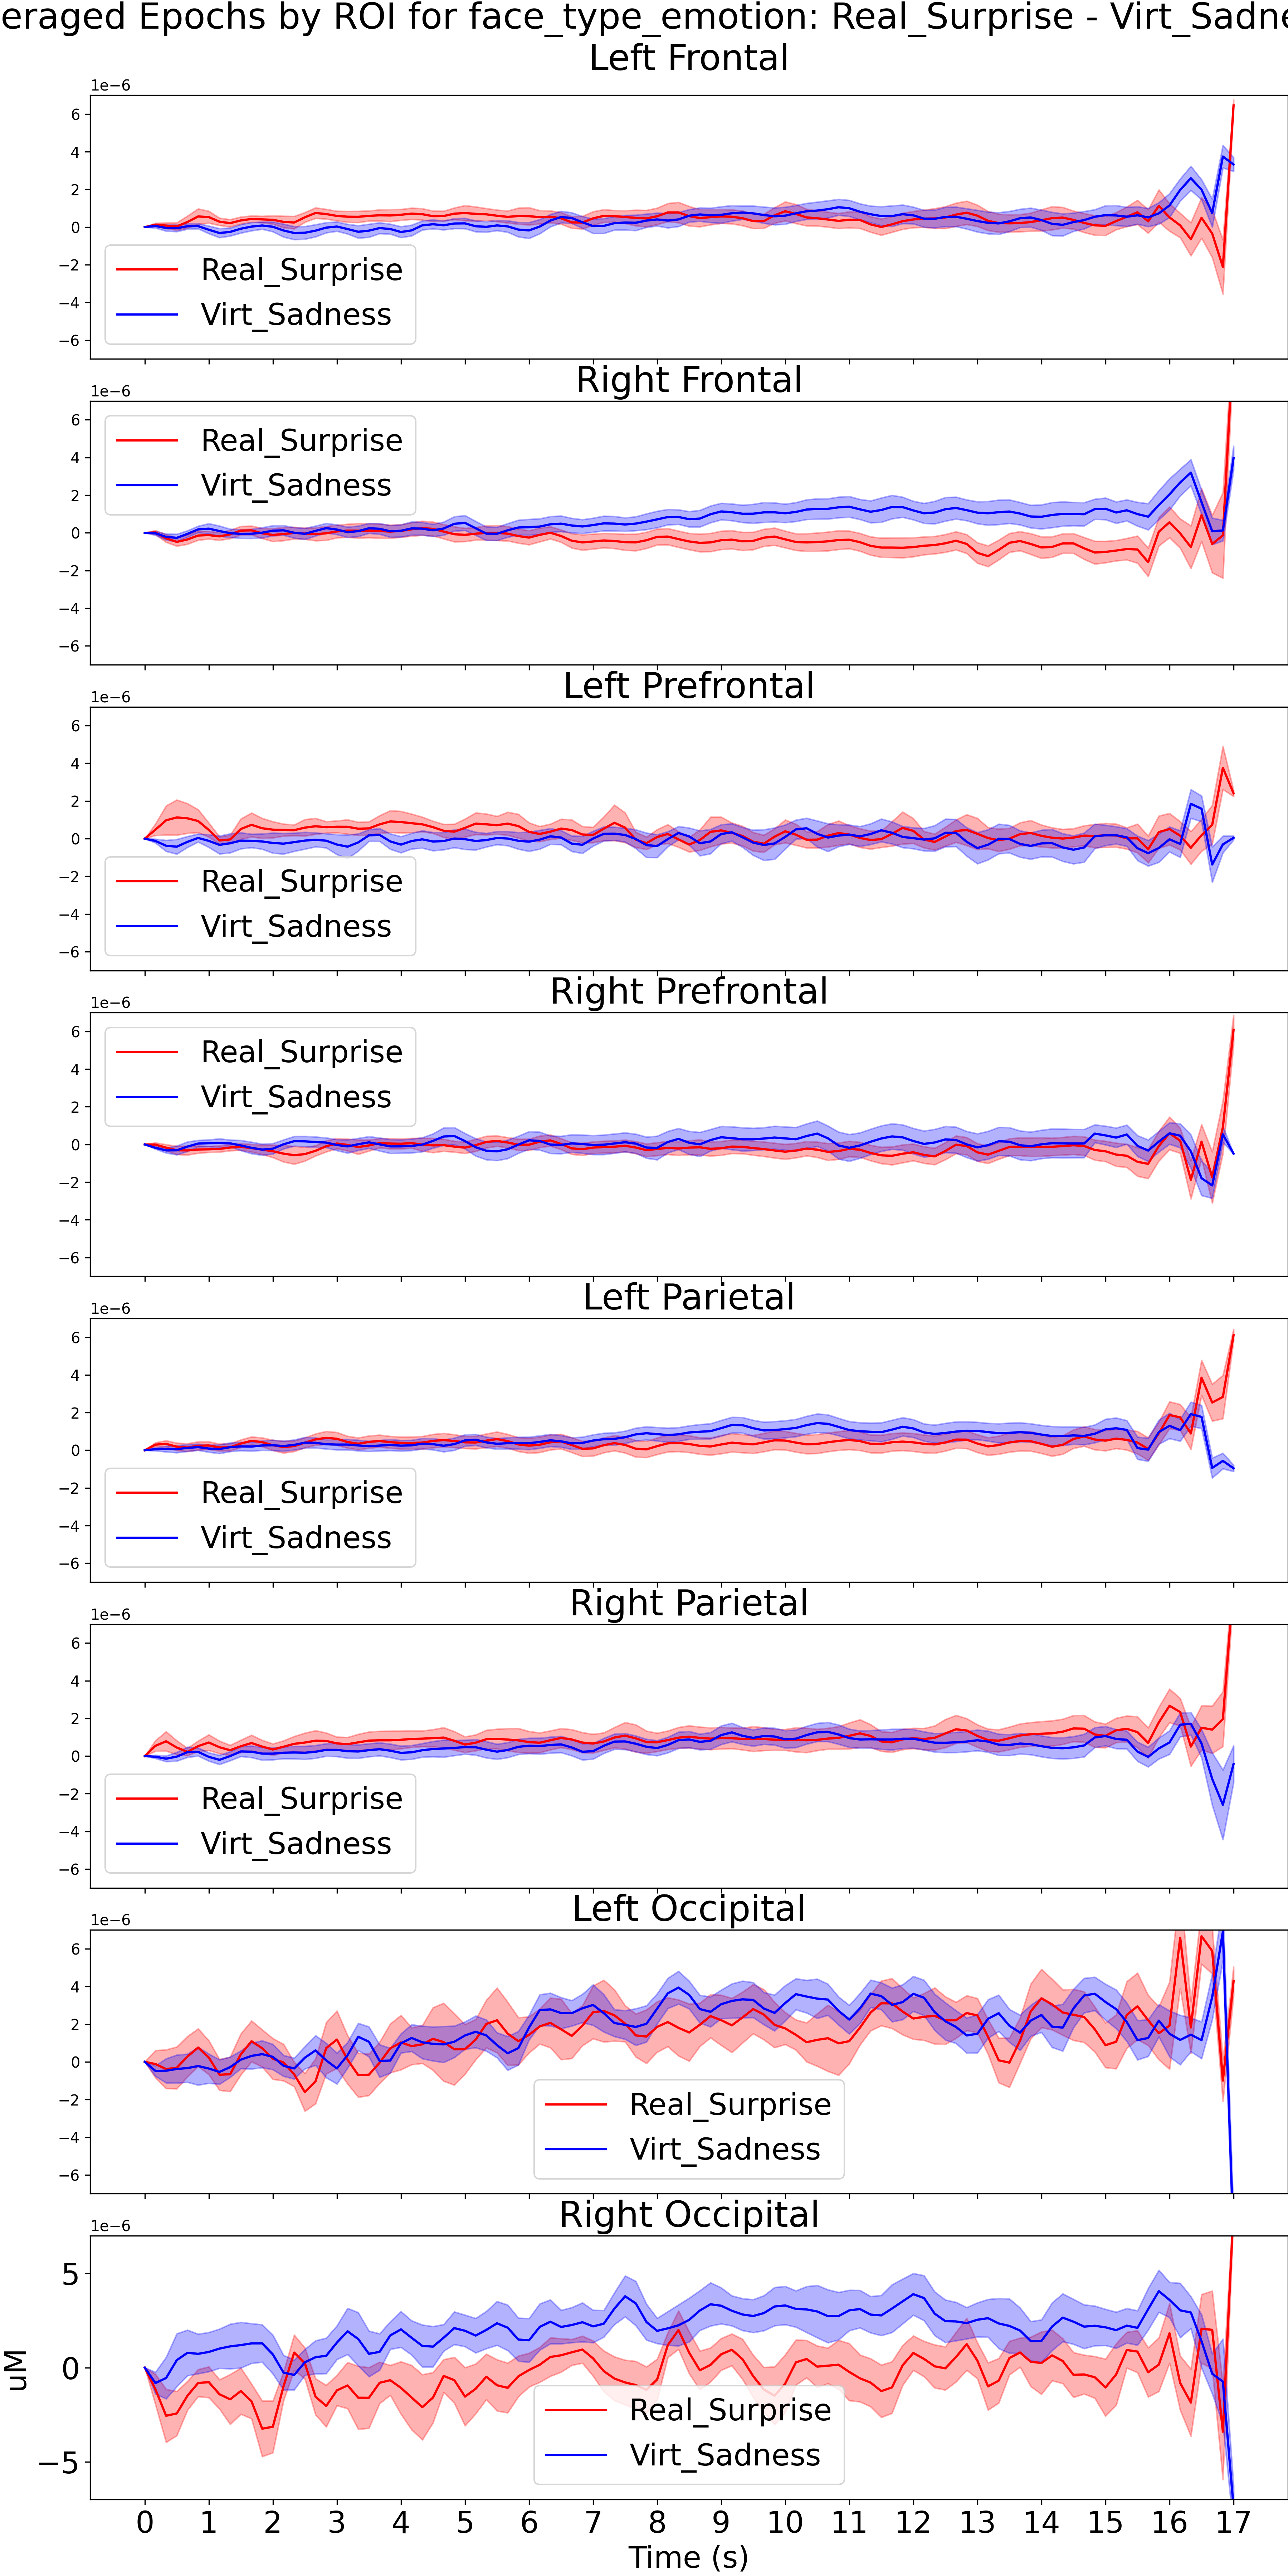 eraged Epochs by ROI for face_type_emotion: Real_Surprise - Virt_Sadne
Left Frontal
1e−6
6
4
2
0
−2
−4
−6
Real_Surprise
Virt_Sadness
Right Frontal
1e−6
6
4
2
0
−2
−4
−6
Real_Surprise
Virt_Sadness
Left Prefrontal
1e−6
6
4
2
0
−2
−4
−6
Real_Surprise
Virt_Sadness
Right Prefrontal
1e−6
6
4
2
0
−2
−4
−6
Real_Surprise
Virt_Sadness
Left Parietal
1e−6
6
4
2
0
−2
−4
−6
Real_Surprise
Virt_Sadness
Right Parietal
1e−6
6
4
2
0
−2
−4
−6
Real_Surprise
Virt_Sadness
Left Occipital
1e−6
6
4
2
0
−2
−4
−6
Real_Surprise
Virt_Sadness
Right Occipital
1e−6
5
0
−5
uM
Real_Surprise
Virt_Sadness
0 1 2 3 4 5 6 7 8 9 10 11 12 13 14 15 16 17
Time (s)